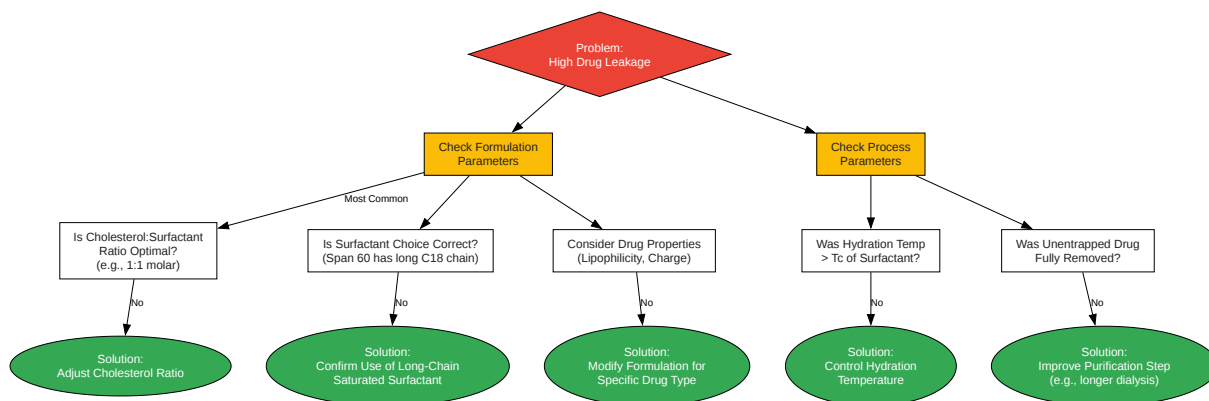 Problem:
High Drug Leakage
Check Formulation
Parameters
Check Process
Parameters
Most Common
Is Cholesterol:Surfactant
Ratio Optimal?
(e.g., 1:1 molar)
Is Surfactant Choice Correct?
(Span 60 has long C18 chain)
Consider Drug Properties
(Lipophilicity, Charge)
Was Hydration Temp
> Tc of Surfactant?
Was Unentrapped Drug
Fully Removed?
No
No
No
No
No
Solution:
Adjust Cholesterol Ratio
Solution:
Confirm Use of Long-Chain
Saturated Surfactant
Solution:
Modify Formulation for
Specific Drug Type
Solution:
Control Hydration
Temperature
Solution:
Improve Purification Step
(e.g., longer dialysis)